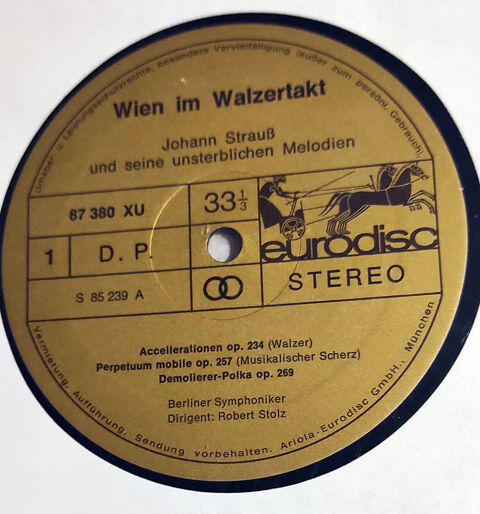 Urheber u. Leistungsschutzrechte, besonders Vervielfältigung (außer zum persönl. Gebrauch),
Wien im Walzertakt
Johann Strauß
und seine unsterblichen Melodien
87 380 XU
33 1/3
1
D. P.
eurodisc
S 85 239 A
STEREO
Accellerationen op. 234 (Walzer)
Perpetuum mobile op. 257 (Musikalischer Scherz)
Demolierer-Polka op. 269
Berliner Symphoniker
Dirigent: Robert Stolz
Vermietung, Aufführung, Sendung vorbehalten. Ariola-Eurodisc GmbH., München